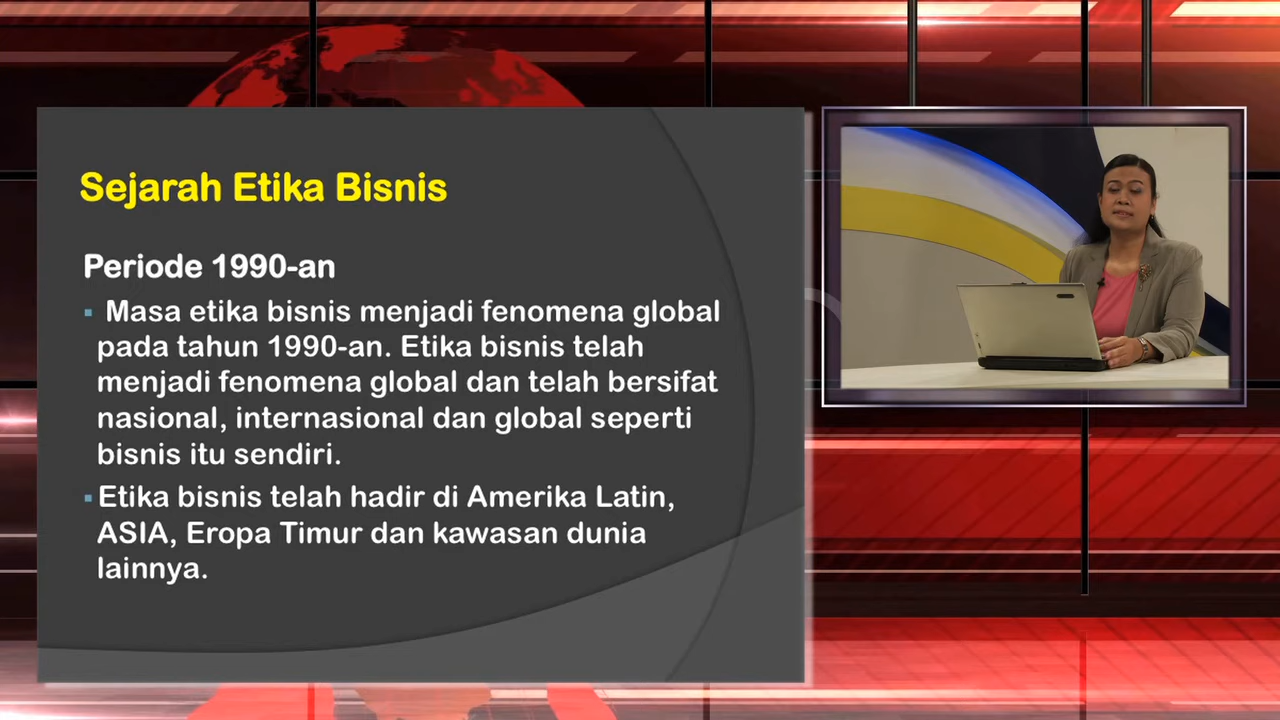 Sejarah Etika Bisnis
Periode 1990-an
▪ Masa etika bisnis menjadi fenomena global
pada tahun 1990-an. Etika bisnis telah
menjadi fenomena global dan telah bersifat
nasional, internasional dan global seperti
bisnis itu sendiri.
▪ Etika bisnis telah hadir di Amerika Latin,
ASIA, Eropa Timur dan kawasan dunia
lainnya.